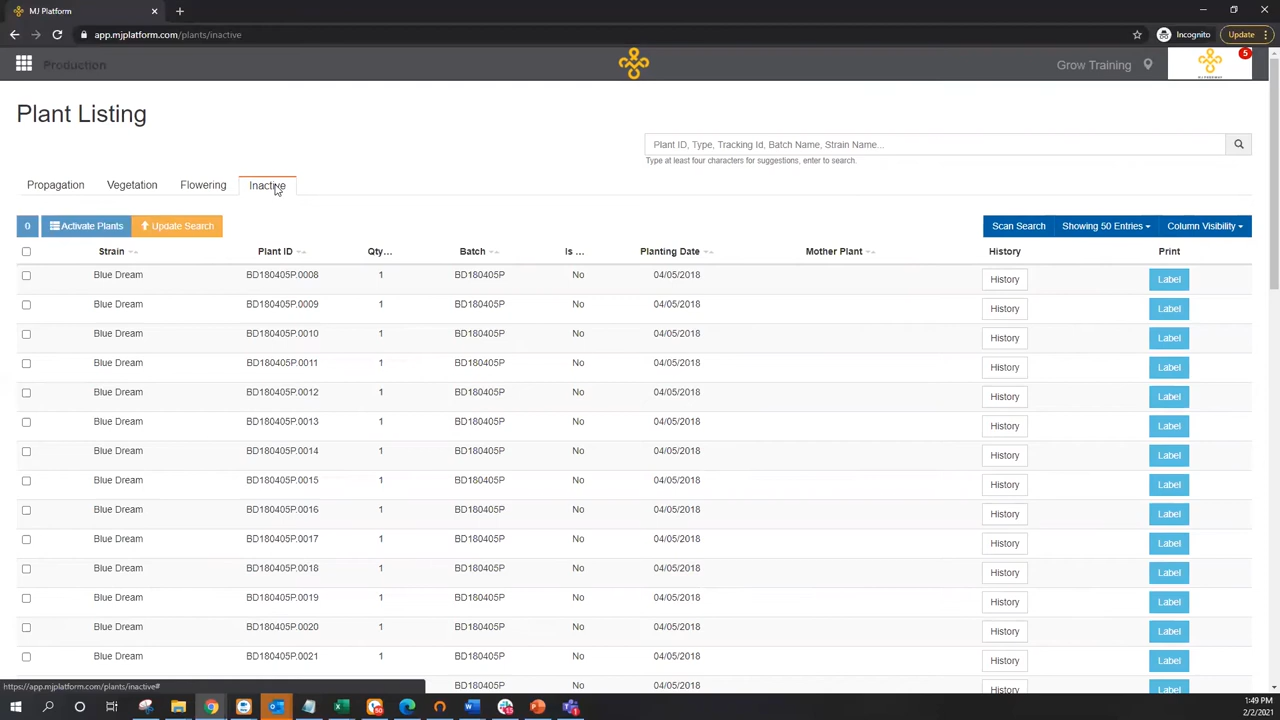 MJ Platform
app.mjplatform.com/plants/inactive
Incognito
Update
Production
Grow Training
5
Plant Listing
Plant ID, Type, Tracking Id, Batch Name, Strain Name...
Type at least four characters for suggestions, enter to search.
Propagation Vegetation Flowering Inactive
0 Activate Plants Update Search Scan Search Showing 50 Entries Column Visibility
Strain Plant ID Qty... Batch Is ... Planting Date Mother Plant History Print
Blue Dream BD180405P.0008 1 BD180405P No 04/05/2018 History Label
Blue Dream BD180405P.0009 1 BD180405P No 04/05/2018 History Label
Blue Dream BD180405P.0010 1 BD180405P No 04/05/2018 History Label
Blue Dream BD180405P.0011 1 BD180405P No 04/05/2018 History Label
Blue Dream BD180405P.0012 1 BD180405P No 04/05/2018 History Label
Blue Dream BD180405P.0013 1 BD180405P No 04/05/2018 History Label
Blue Dream BD180405P.0014 1 BD180405P No 04/05/2018 History Label
Blue Dream BD180405P.0015 1 BD180405P No 04/05/2018 History Label
Blue Dream BD180405P.0016 1 BD180405P No 04/05/2018 History Label
Blue Dream BD180405P.0017 1 BD180405P No 04/05/2018 History Label
Blue Dream BD180405P.0018 1 BD180405P No 04/05/2018 History Label
Blue Dream BD180405P.0019 1 BD180405P No 04/05/2018 History Label
Blue Dream BD180405P.0020 1 BD180405P No 04/05/2018 History Label
Blue Dream BD180405P.0021 1 BD180405P No 04/05/2018 History Label
BD180405P No 04/05/2018 History Label
https://app.mjplatform.com/plants/inactive#
1:49 PM
2/2/2021